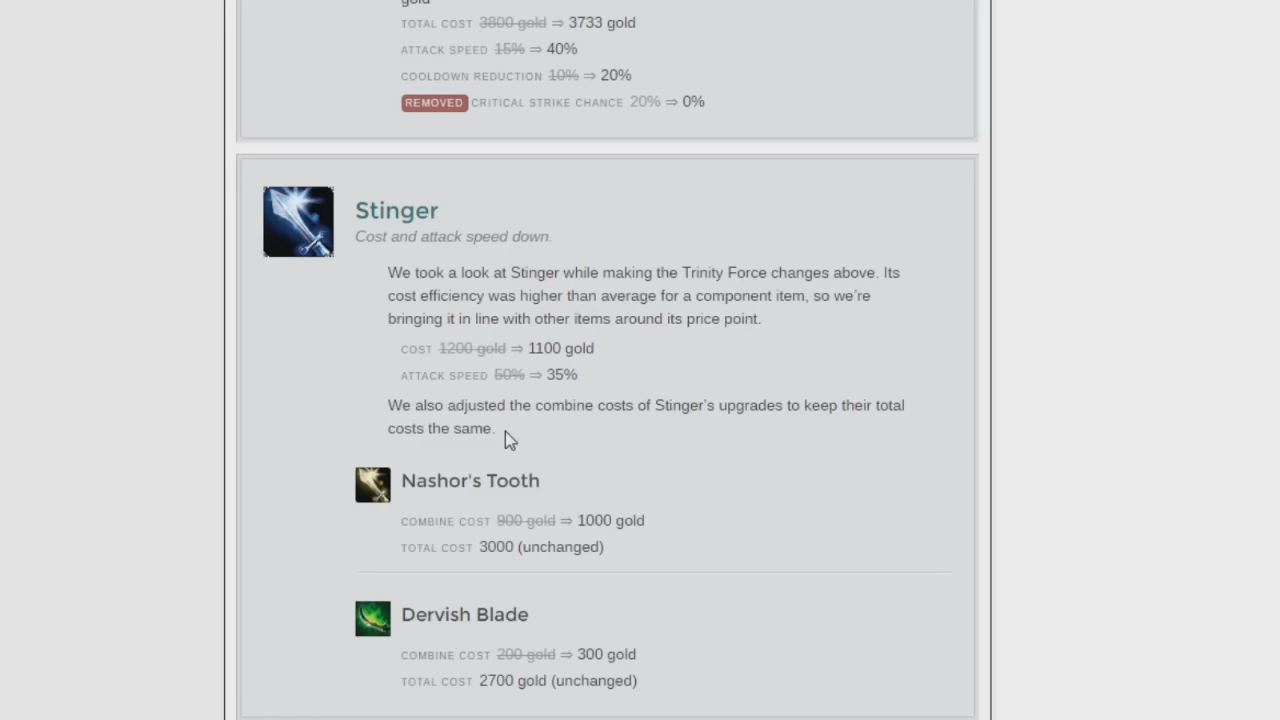 gold
TOTAL COST 3800 gold ⇒ 3733 gold
ATTACK SPEED 15% ⇒ 40%
COOLDOWN REDUCTION 10% ⇒ 20%
REMOVED CRITICAL STRIKE CHANCE 20% ⇒ 0%
Stinger
Cost and attack speed down.
We took a look at Stinger while making the Trinity Force changes above. Its
cost efficiency was higher than average for a component item, so we're
bringing it in line with other items around its price point.
COST 1200 gold ⇒ 1100 gold
ATTACK SPEED 50% ⇒ 35%
We also adjusted the combine costs of Stinger's upgrades to keep their total
costs the same.
Nashor's Tooth
COMBINE COST 900 gold ⇒ 1000 gold
TOTAL COST 3000 (unchanged)
Dervish Blade
COMBINE COST 200 gold ⇒ 300 gold
TOTAL COST 2700 gold (unchanged)